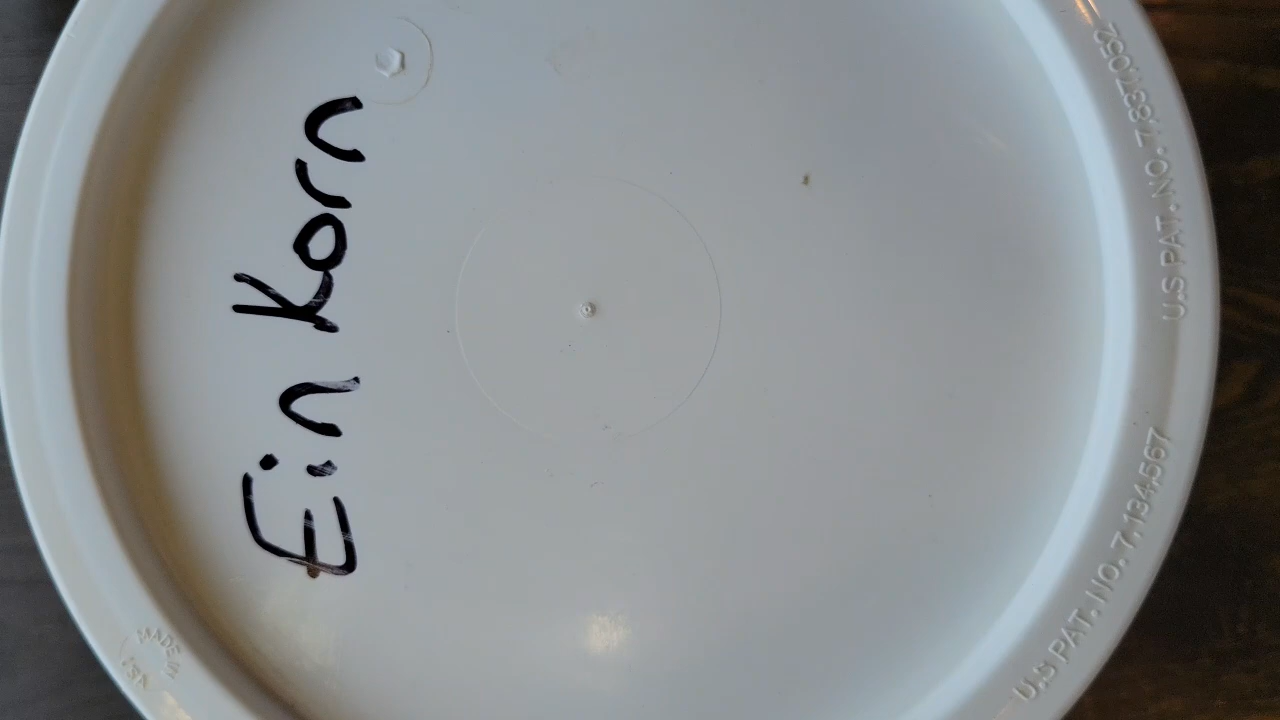 Ein Korn
U.S PAT. NO. 7,134,567
U.S PAT. NO. 7,837,052
MADE IN
USA